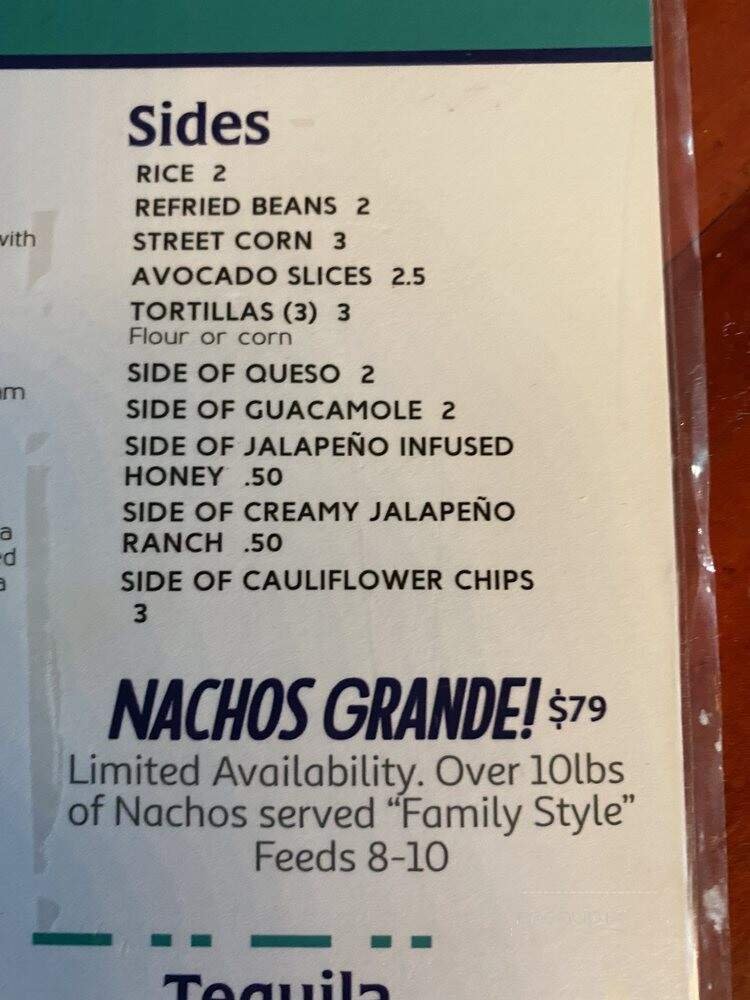 Sides
RICE 2
REFRIED BEANS 2
STREET CORN 3
AVOCADO SLICES 2.5
TORTILLAS (3) 3
Flour or corn
SIDE OF QUESO 2
SIDE OF GUACAMOLE 2
SIDE OF JALAPEÑO INFUSED
HONEY .50
SIDE OF CREAMY JALAPEÑO
RANCH .50
SIDE OF CAULIFLOWER CHIPS
3
NACHOS GRANDE! $79
Limited Availability. Over 10lbs
of Nachos served “Family Style”
Feeds 8-10
Tequila